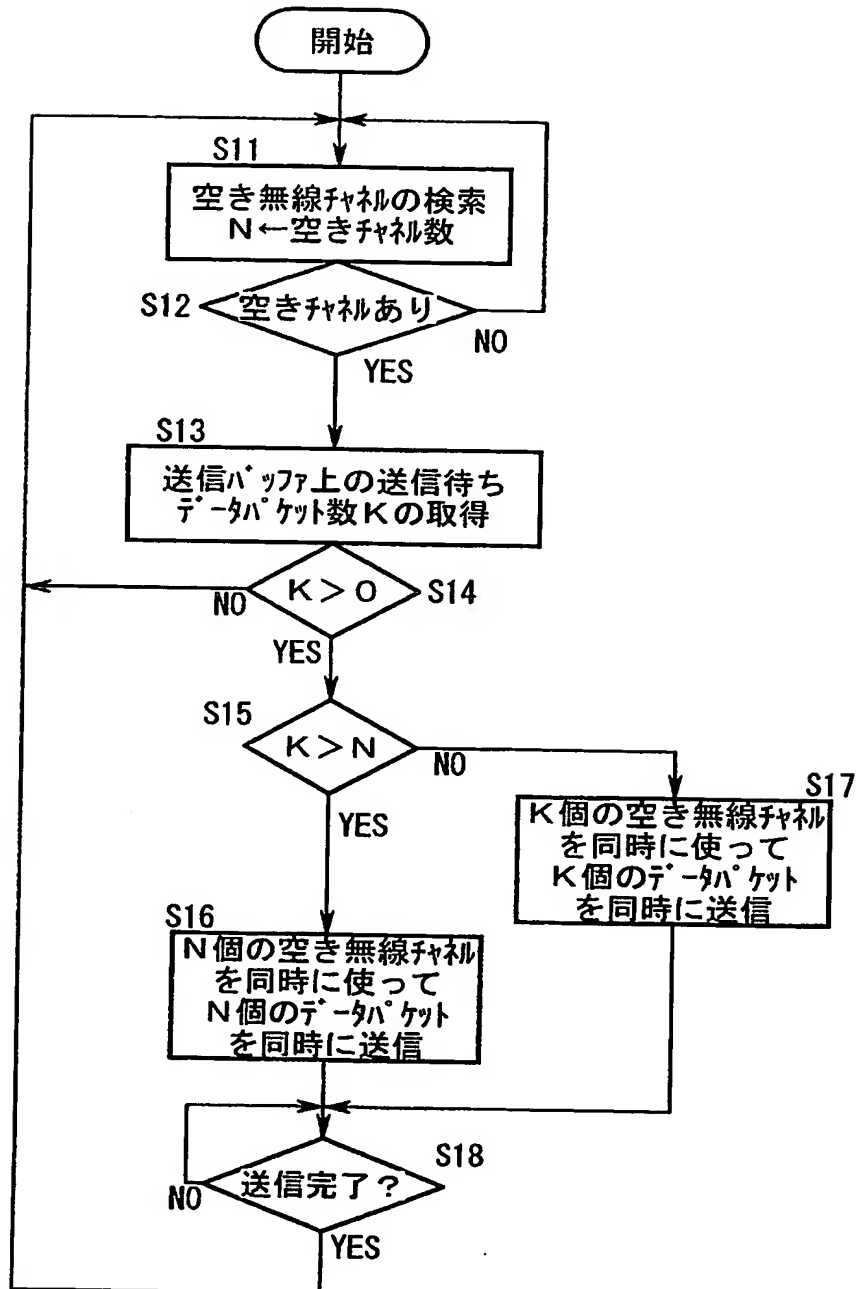 開始
S11
空き無線ﾁｬﾈﾙの検索
N←空きﾁｬﾈﾙ数
S12
空きﾁｬﾈﾙあり
NO
YES
S13
送信ﾊﾞｯﾌｧ上の送信待ち
ﾃﾞｰﾀﾊﾟｹｯﾄ数Kの取得
K>0
S14
NO
YES
S15
K>N
NO
YES
S17
K個の空き無線ﾁｬﾈﾙ
を同時に使って
K個のﾃﾞｰﾀﾊﾟｹｯﾄ
を同時に送信
S16
N個の空き無線ﾁｬﾈﾙ
を同時に使って
N個のﾃﾞｰﾀﾊﾟｹｯﾄ
を同時に送信
S18
送信完了?
NO
YES